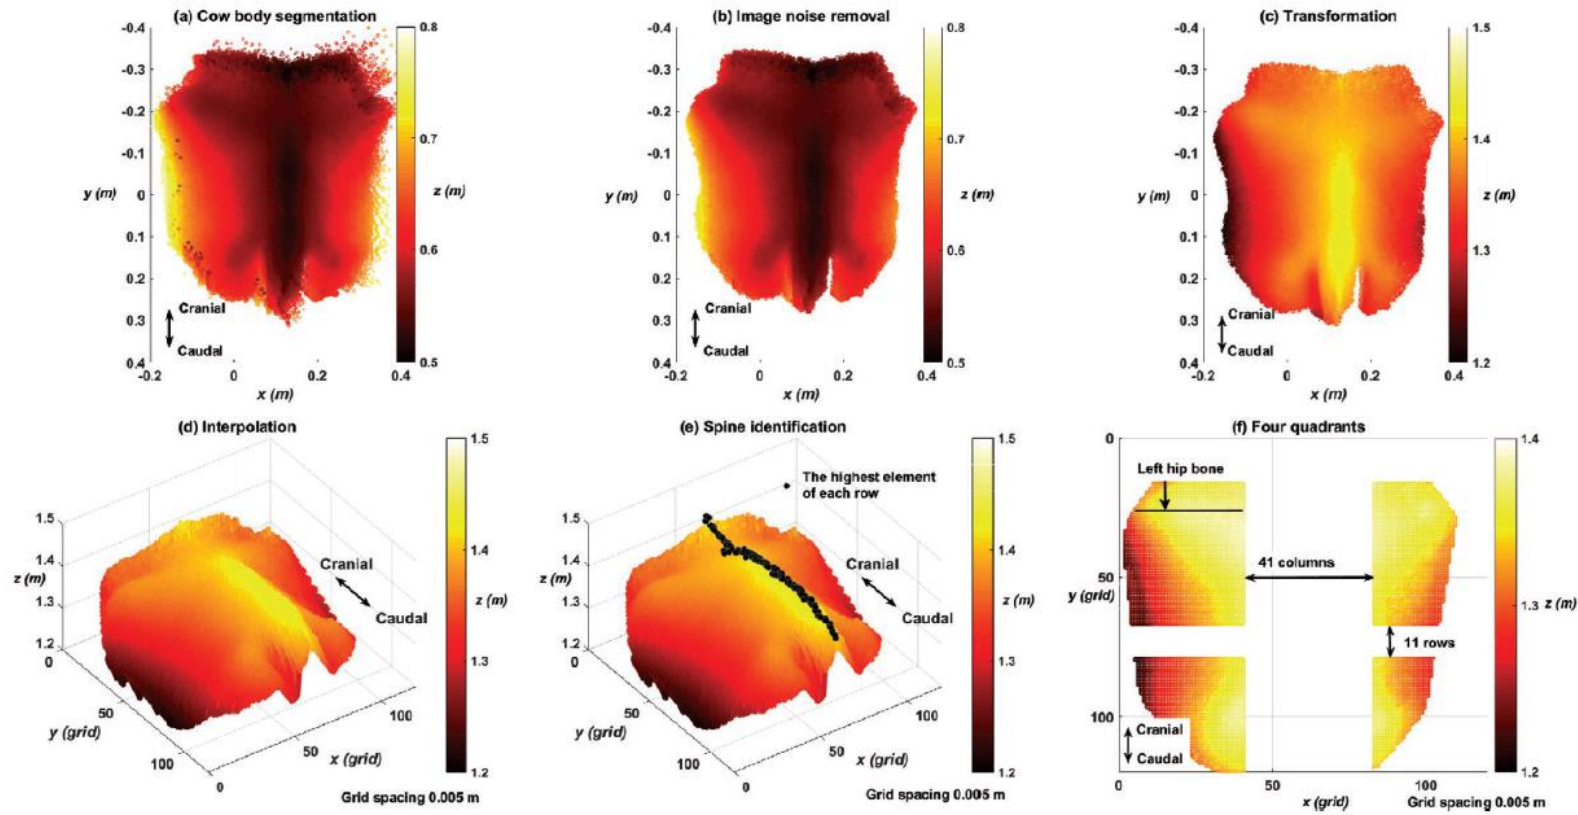 (a) Cow body segmentation
-0.4
-0.3
-0.2
-0.1
0
0.1
0.2
0.3
0.4
y (m)
-0.2
0
0.2
0.4
x (m)
Cranial
Caudal
0.8
0.7
0.6
0.5
z (m)
(b) Image noise removal
-0.4
-0.3
-0.2
-0.1
0
0.1
0.2
0.3
0.4
y (m)
-0.2
0
0.2
0.4
x (m)
Cranial
Caudal
0.8
0.7
0.6
0.5
z (m)
(c) Transformation
-0.4
-0.3
-0.2
-0.1
0
0.1
0.2
0.3
0.4
y (m)
-0.2
0
0.2
0.4
x (m)
Cranial
Caudal
1.5
1.4
1.3
1.2
z (m)
(d) Interpolation
1.5
1.4
z (m)
1.3
1.2
0
50
100
y (grid)
0
50
100
x (grid)
Cranial
Caudal
1.5
1.4
1.3
1.2
z (m)
Grid spacing 0.005 m
(e) Spine identification
The highest element
of each row
1.5
1.4
z (m)
1.3
1.2
0
50
100
y (grid)
0
50
100
x (grid)
Cranial
Caudal
1.5
1.4
1.3
1.2
z (m)
Grid spacing 0.005 m
(f) Four quadrants
0
50
100
y (grid)
Left hip bone
41 columns
11 rows
Cranial
Caudal
0
50
100
x (grid)
1.4
1.3
1.2
z (m)
Grid spacing 0.005 m